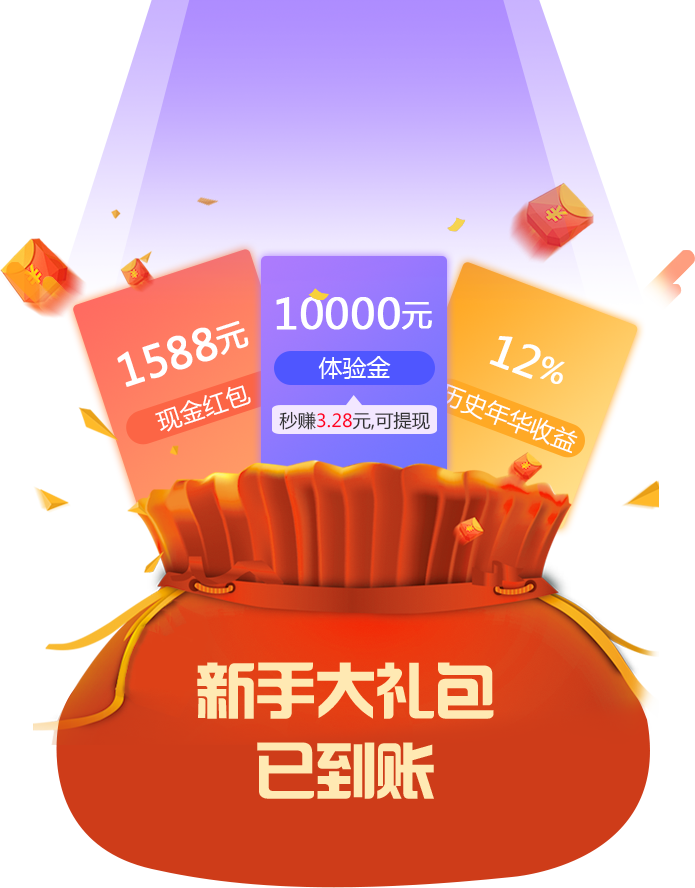 1588元
现金红包
10000元
体验金
秒赚3.28元,可提现
12%
历史年华收益
新手大礼包
已到账